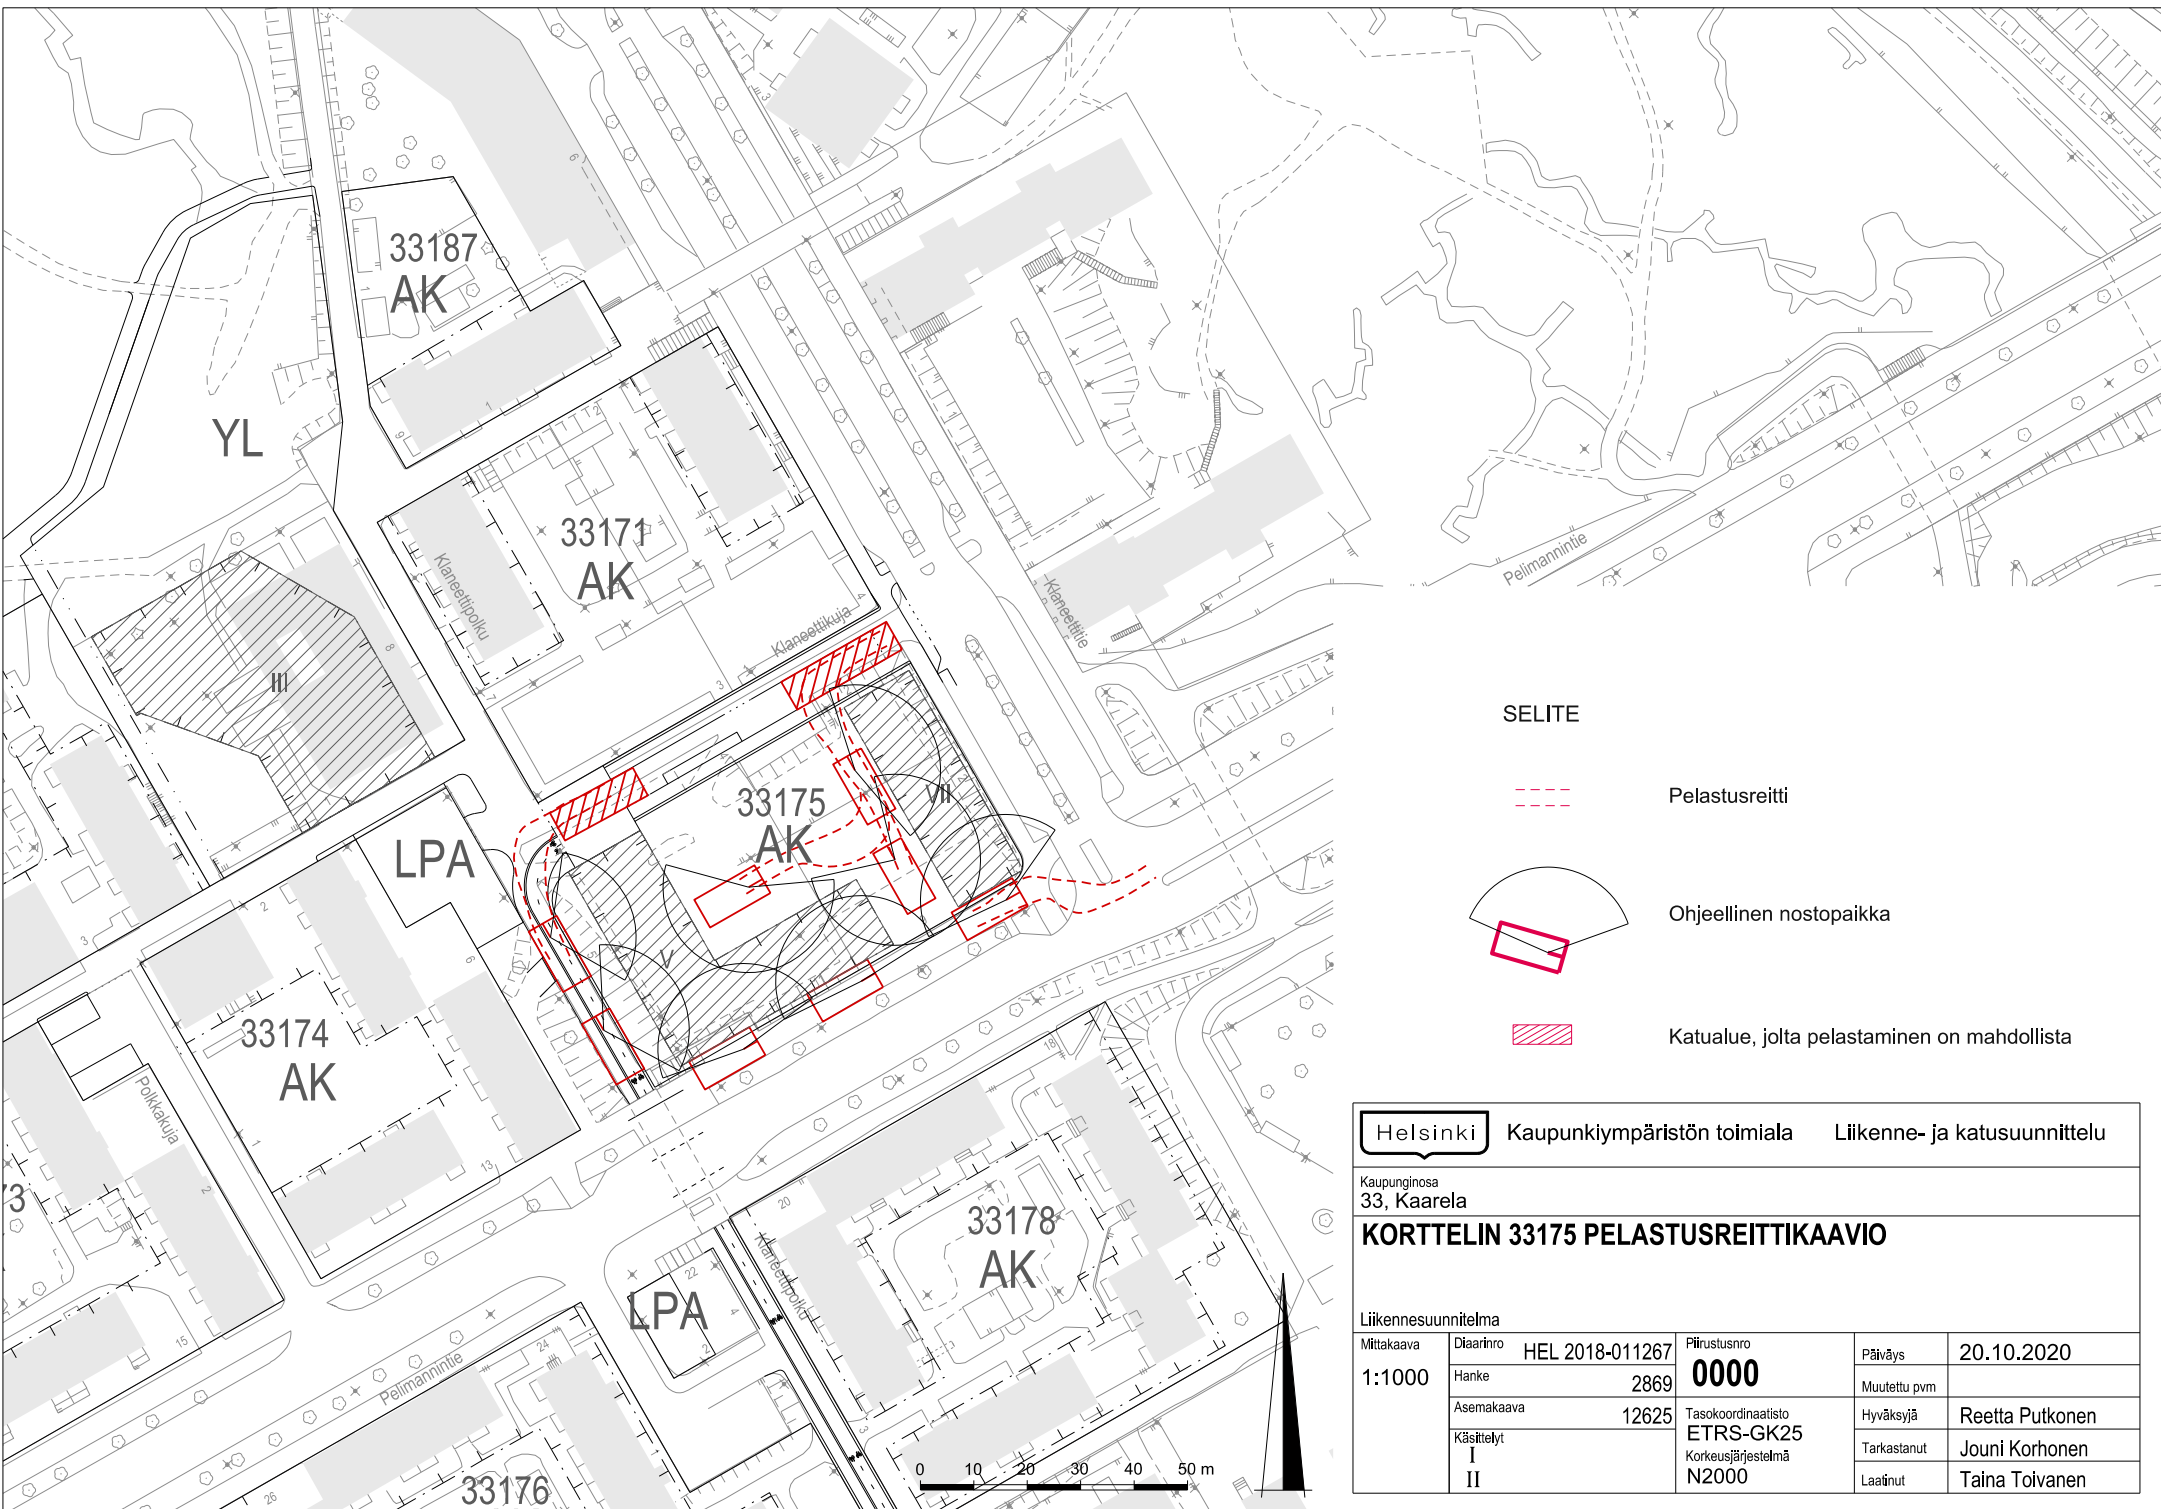 33187
AK
YL
33171
AK
Klaneettipolku
Klaneettikuja
Klaneettitie
Pelimannintie
III
33175
AK
VII
V
LPA
33174
AK
Polkkakuja
73
33178
AK
Klaneettipolku
LPA
Pelimannintie
33176
0 10 20 30 40 50 m
SELITE
Pelastusreitti
Ohjeellinen nostopaikka
Katualue, jolta pelastaminen on mahdollista
Helsinki Kaupunkiympäristön toimiala Liikenne- ja katusuunnittelu
Kaupunginosa
33, Kaarela
KORTTELIN 33175 PELASTUSREITTIKAAVIO
Liikennesuunnitelma
Mittakaava
1:1000
Diaarinro HEL 2018-011267
Hanke 2869
Asemakaava 12625
Käsittelyt
I
II
Piirustusnro
0000
Tasokoordinaatisto
ETRS-GK25
Korkeusjärjestelmä
N2000
Päiväys 20.10.2020
Muutettu pvm
Hyväksyjä Reetta Putkonen
Tarkastanut Jouni Korhonen
Laatinut Taina Toivanen